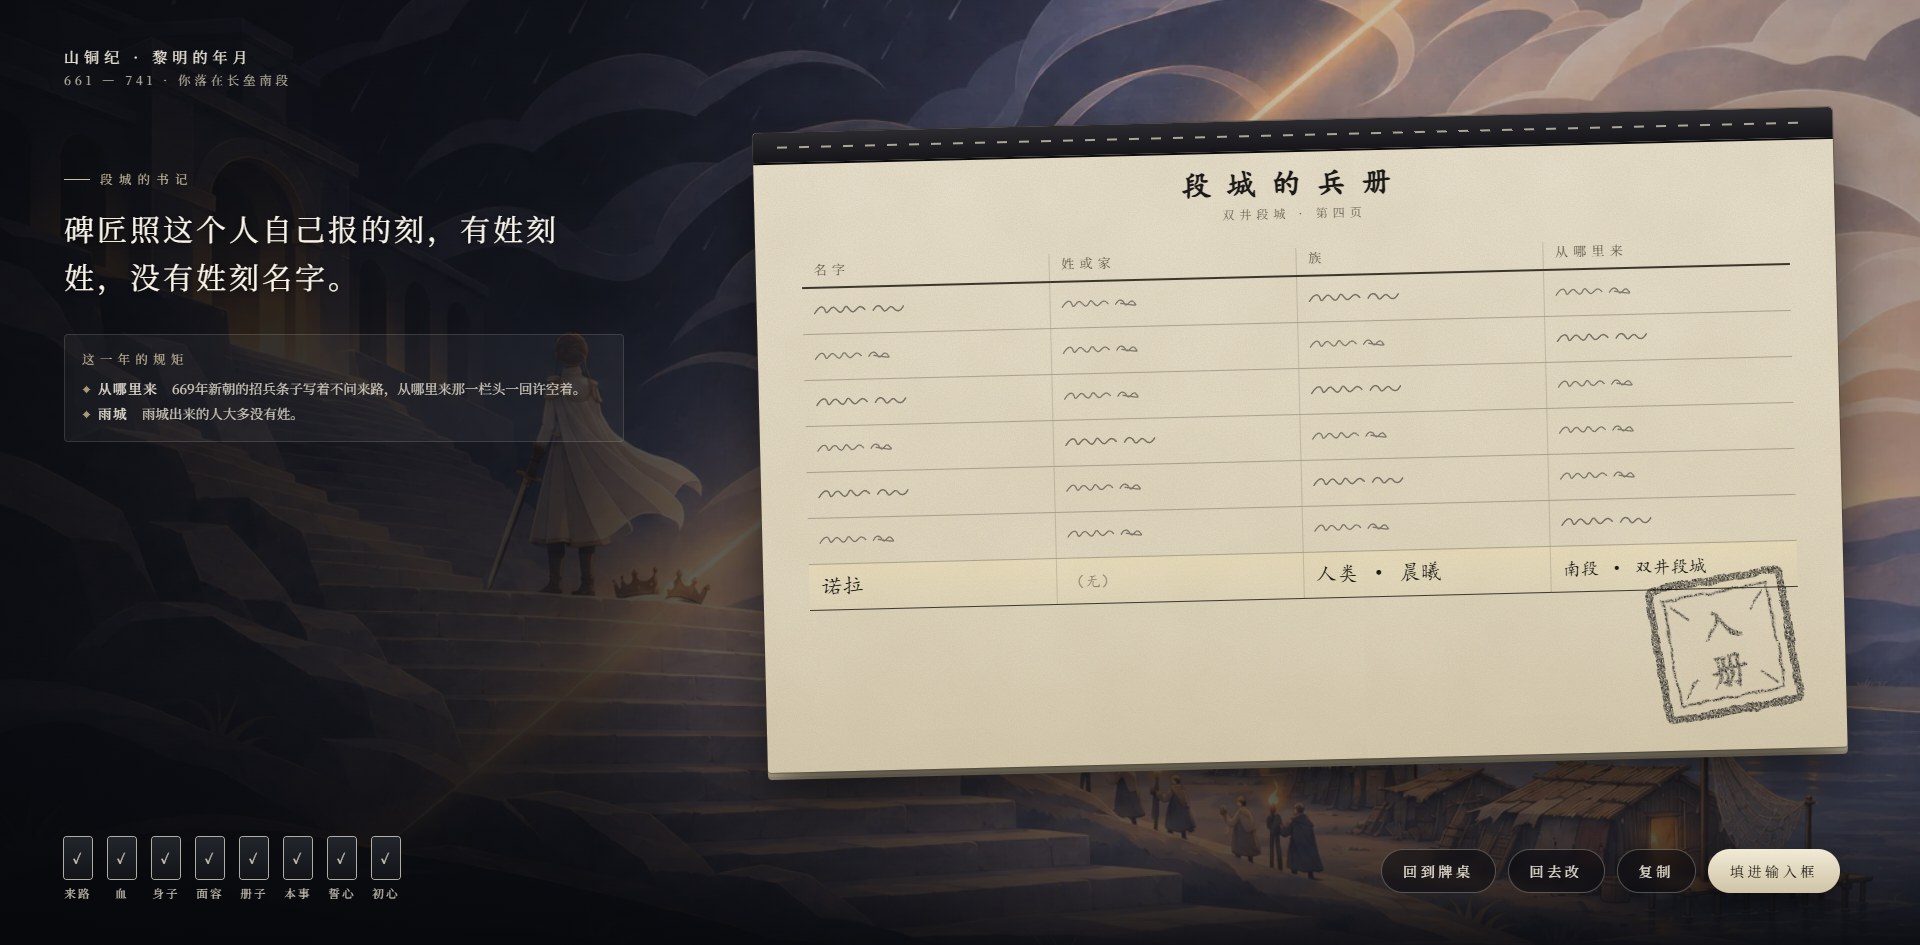 山铜纪 · 黎明的年月
661 — 741 · 你落在长垒南段
段城的书记
碑匠照这个人自己报的刻，有姓刻
姓，没有姓刻名字。
这一年的规矩
从哪里来 669年新朝的招兵条子写着不问来路，从哪里来那一栏头一回许空着。
雨城 雨城出来的人大多没有姓。
段城的兵册
双井段城 · 第四页
名字 姓或家 族 从哪里来
诺拉 （无） 人类 • 晨曦 南段 • 双井段城
入
册
来路 血 身子 面容 册子 本事 誓心 初心
回到牌桌 回去改 复制 填进输入框